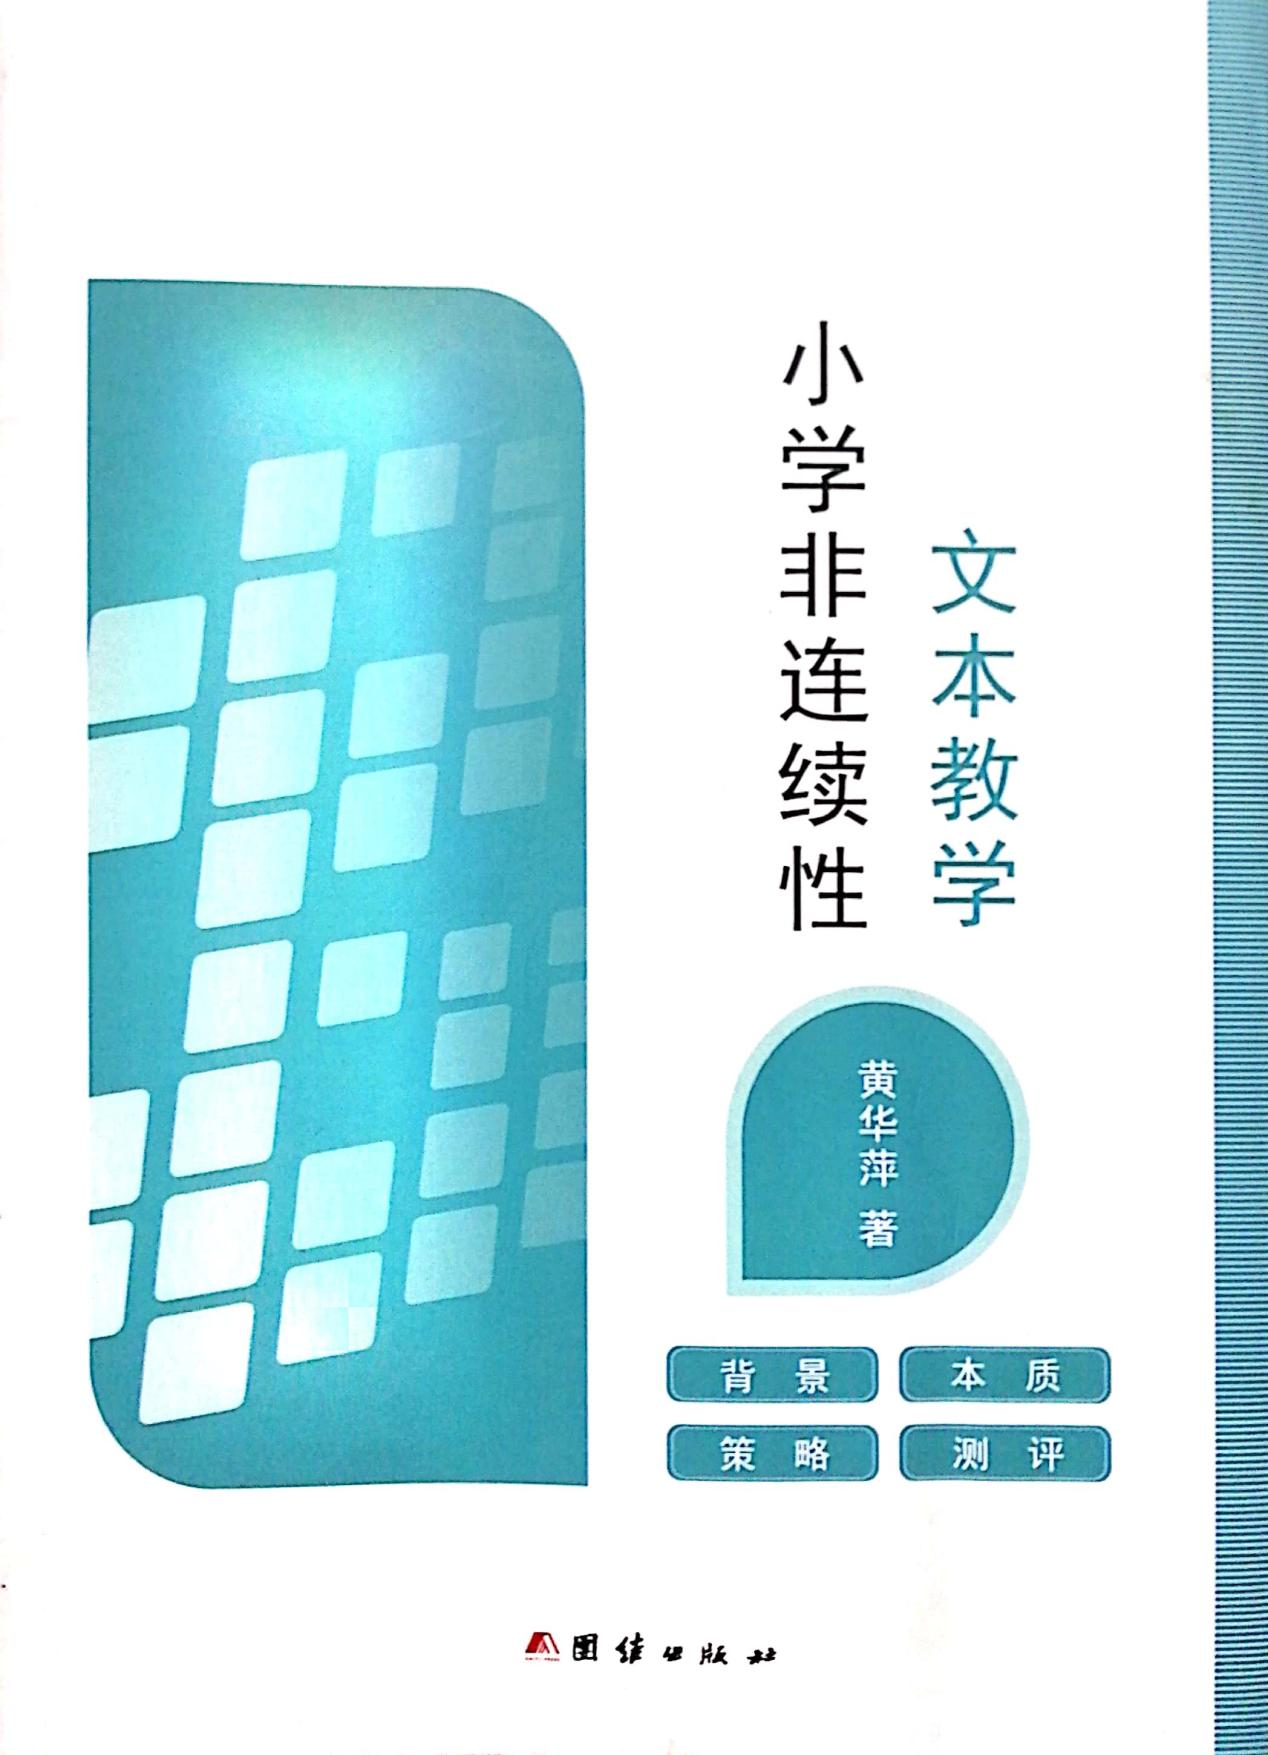 小学非连续性
文本教学
黄华萍 著
背景
本质
策略
测评
团结出版社